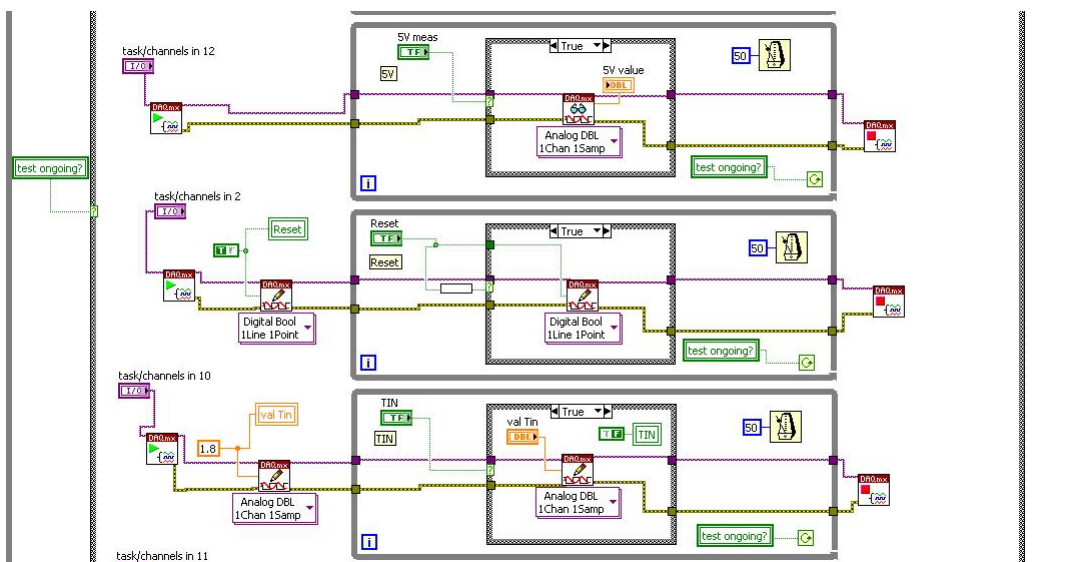 task/channels in 12
I/O
DAQmx
5V meas
TF
5V
True
5V value
DBL
DAQmx
Analog DBL
1Chan 1Samp
50
test ongoing?
DAQmx
i
test ongoing?
?
task/channels in 2
I/O
DAQmx
T F
Reset
DAQmx
Digital Bool
1Line 1Point
Reset
TF
Reset
True
?
DAQmx
Digital Bool
1Line 1Point
50
test ongoing?
DAQmx
i
task/channels in 10
I/O
DAQmx
1.8
val Tin
DAQmx
Analog DBL
1Chan 1Samp
TIN
TF
TIN
True
?
val Tin
DBL
T F
TIN
DAQmx
Analog DBL
1Chan 1Samp
50
test ongoing?
DAQmx
i
task/channels in 11